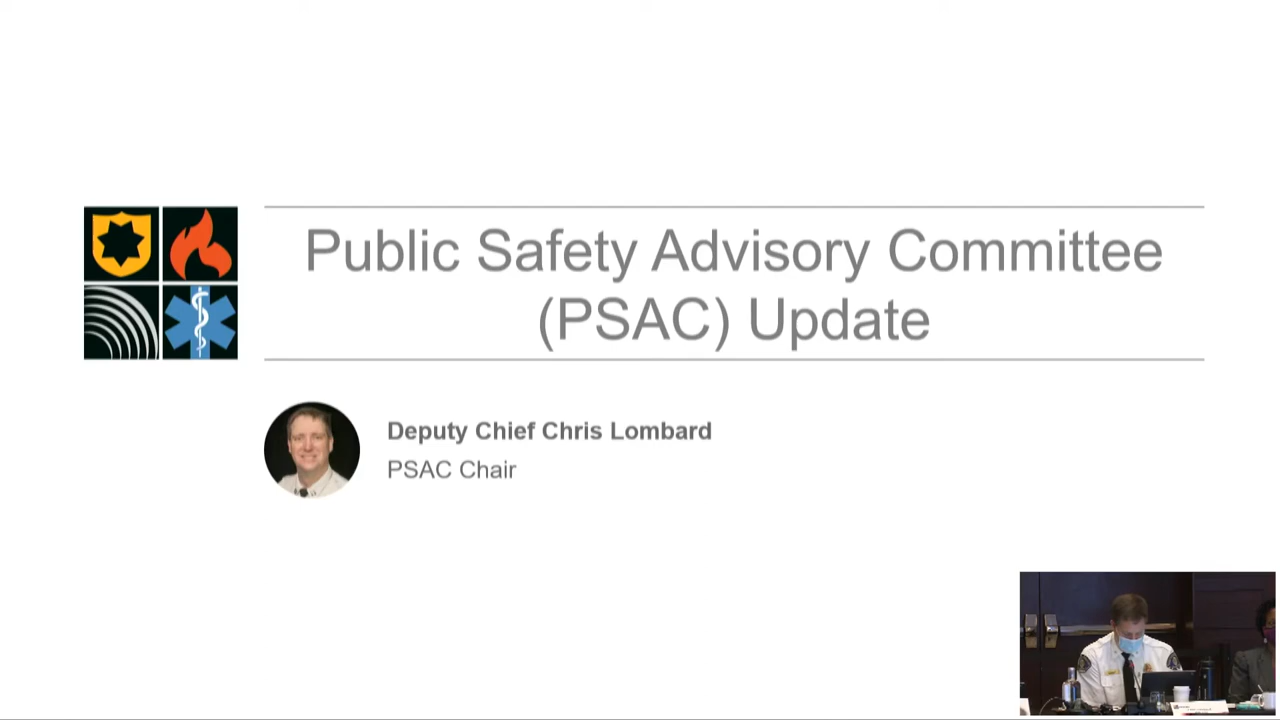 Public Safety Advisory Committee
(PSAC) Update
Deputy Chief Chris Lombard
PSAC Chair